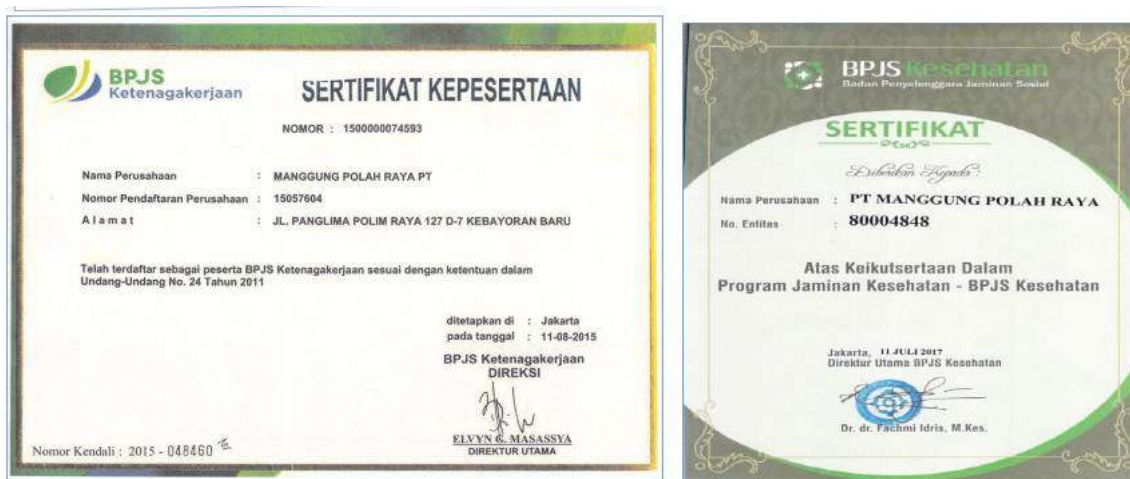 BPJS
Ketenagakerjaan
SERTIFIKAT KEPESERTAAN
NOMOR : 1500000074593
Nama Perusahaan : MANGGUNG POLAH RAYA PT
Nomor Pendaftaran Perusahaan : 15057604
Alamat : JL. PANGLIMA POLIM RAYA 127 D-7 KEBAYORAN BARU
Telah terdaftar sebagai peserta BPJS Ketenagakerjaan sesuai dengan ketentuan dalam
Undang-Undang No. 24 Tahun 2011
ditetapkan di : Jakarta
pada tanggal : 11-08-2015
BPJS Ketenagakerjaan
DIREKSI
ELVYN G. MASASSYA
DIREKTUR UTAMA
Nomor Kendali : 2015 - 048460
BPJS Kesehatan
Badan Penyelenggara Jaminan Sosial
SERTIFIKAT
Diberikan Kepada :
Nama Perusahaan : PT MANGGUNG POLAH RAYA
No. Entitas : 80004848
Atas Keikutsertaan Dalam
Program Jaminan Kesehatan - BPJS Kesehatan
Jakarta, 11 JULI 2017
Direktur Utama BPJS Kesehatan
Dr. dr. Fachmi Idris, M.Kes.